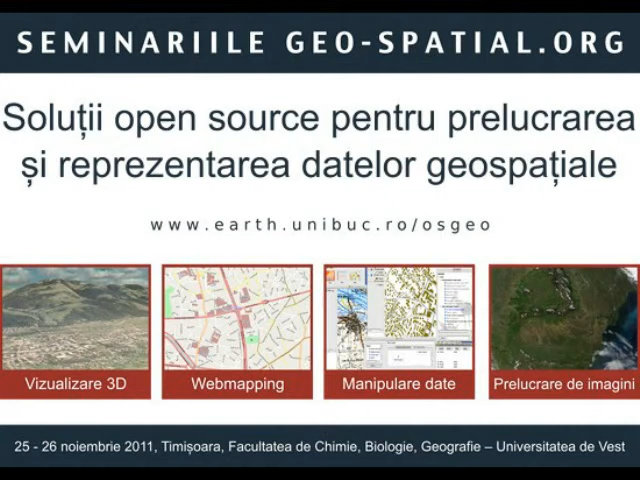 SEMINARIILE GEO-SPATIAL.ORG
Soluții open source pentru prelucrarea
și reprezentarea datelor geospațiale
www.earth.unibuc.ro/osgeo
Vizualizare 3D
Webmapping
Manipulare date
Prelucrare de imagini
25 - 26 noiembrie 2011, Timișoara, Facultatea de Chimie, Biologie, Geografie – Universitatea de Vest